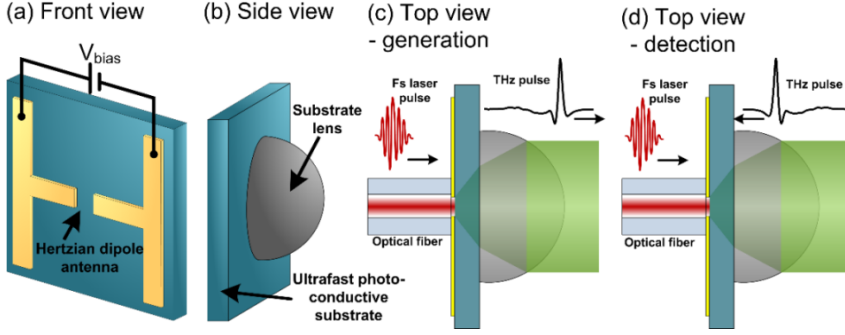 (a) Front view
V_bias
Hertzian dipole
antenna
(b) Side view
Substrate
lens
Ultrafast photo-
conductive
substrate
(c) Top view
- generation
Fs laser
pulse
THz pulse
Optical fiber
(d) Top view
- detection
Fs laser
pulse
THz pulse
Optical fiber